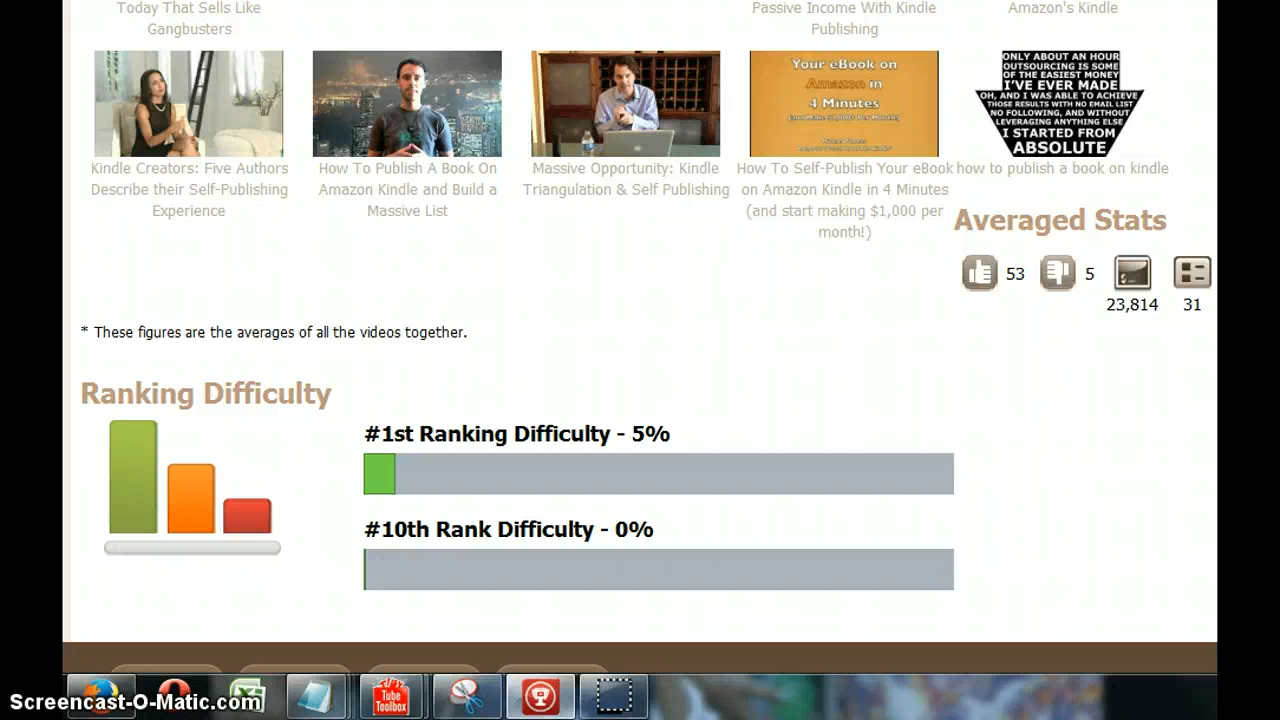 Today That Sells Like
Gangbusters
Passive Income With Kindle
Publishing
Amazon's Kindle
Kindle Creators: Five Authors
Describe their Self-Publishing
Experience
How To Publish A Book On
Amazon Kindle and Build a
Massive List
Massive Opportunity: Kindle
Triangulation & Self Publishing
Your eBook on
Amazon in
4 Minutes
How To Self-Publish Your eBook
on Amazon Kindle in 4 Minutes
(and start making $1,000 per
month!)
ONLY ABOUT AN HOUR
OUTSOURCING IS SOME
OF THE EASIEST MONEY
I'VE EVER MADE
OH, AND I WAS ABLE TO ACHIEVE
THOSE RESULTS WITH NO EMAIL LIST
NO FOLLOWING, AND WITHOUT
LEVERAGING ANYTHING ELSE
I STARTED FROM
ABSOLUTE
how to publish a book on kindle
Averaged Stats
53
5
23,814
31
* These figures are the averages of all the videos together.
Ranking Difficulty
#1st Ranking Difficulty - 5%
#10th Rank Difficulty - 0%
Tube
Toolbox
Screencast-O-Matic.com